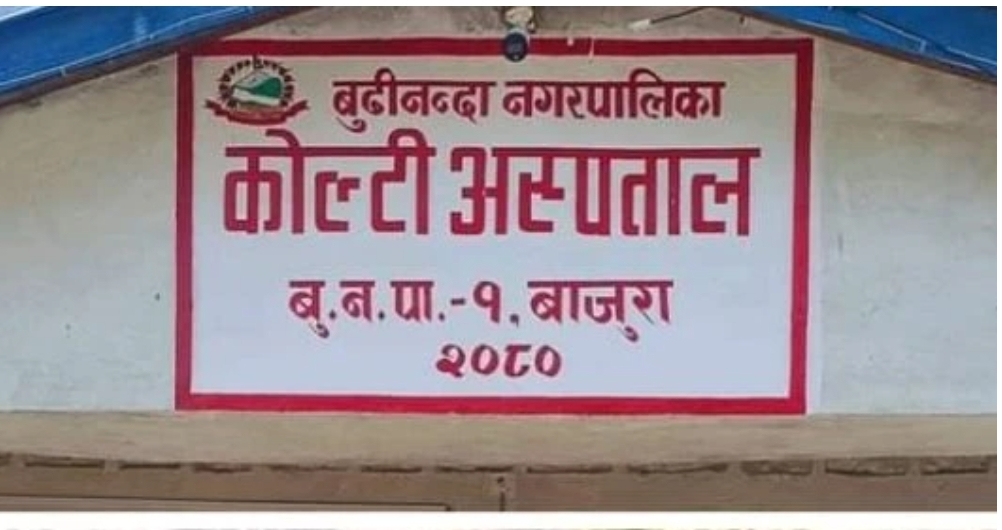 बुढीनन्दा नगरपालिका
कोल्टी अस्पताल
बु.न.पा.-१, बाजुरा
२०८०